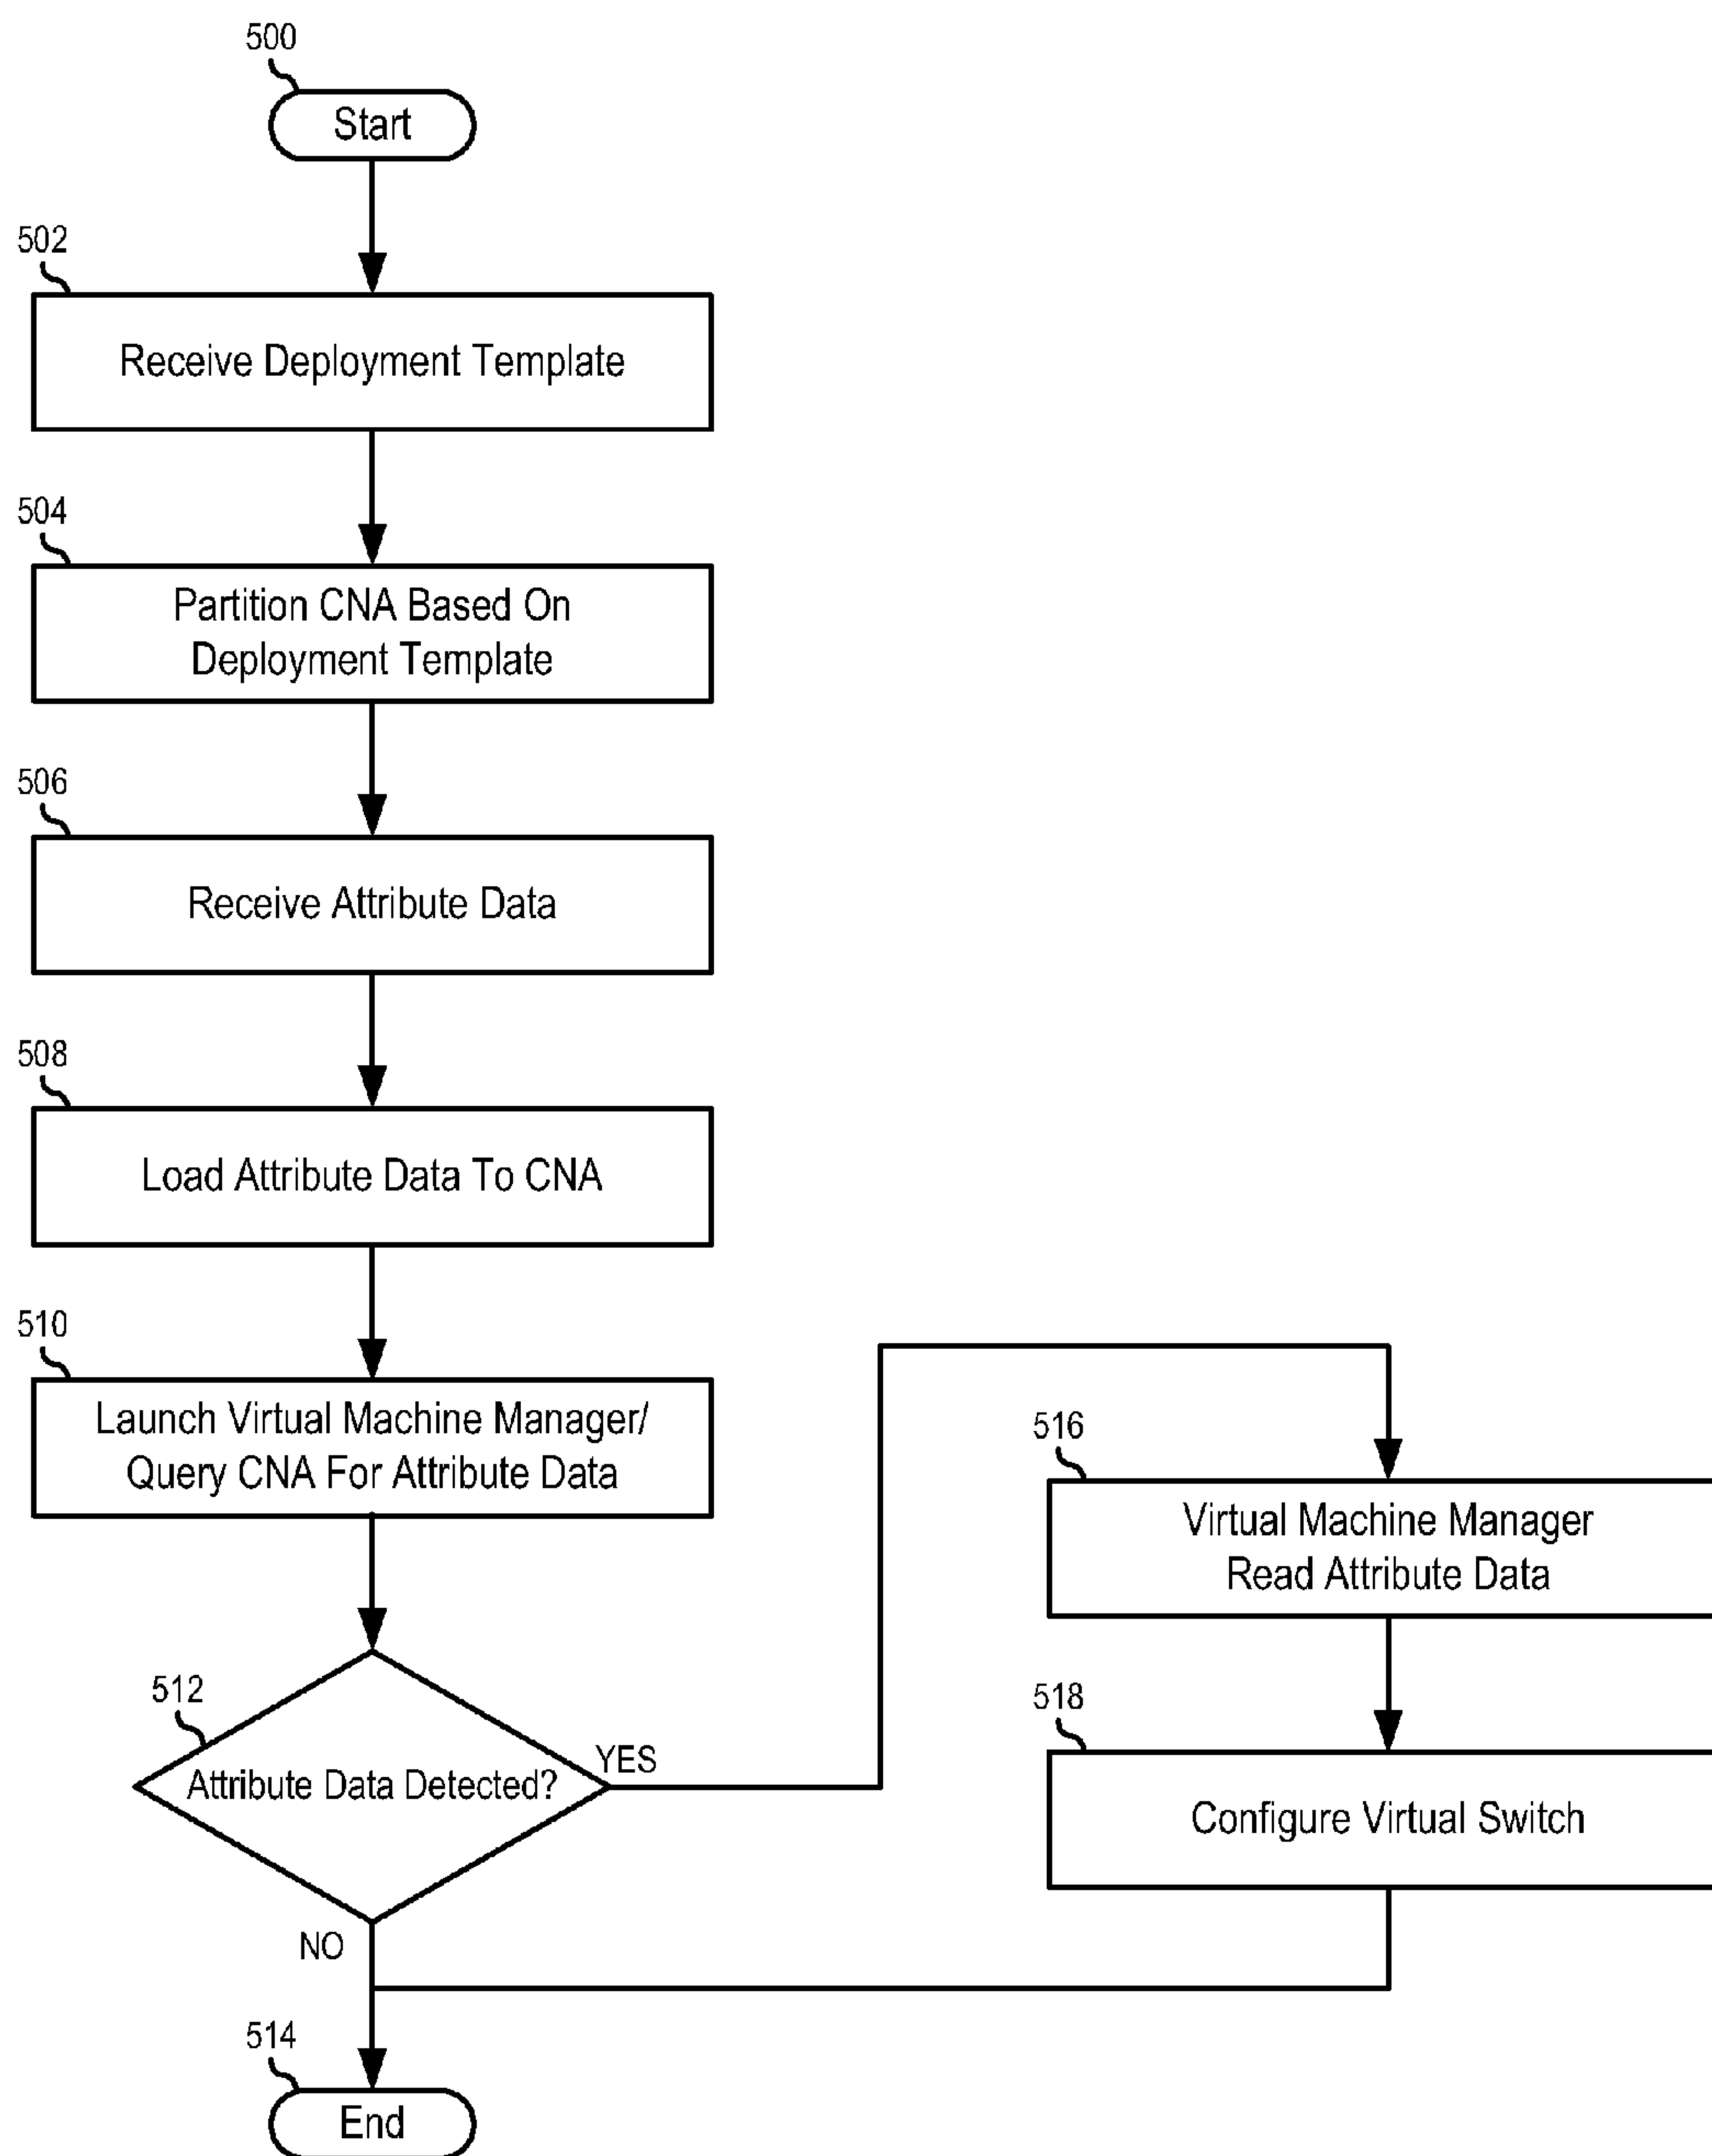 500
Start
502
Receive Deployment Template
504
Partition CNA Based On
Deployment Template
506
Receive Attribute Data
508
Load Attribute Data To CNA
510
Launch Virtual Machine Manager/
Query CNA For Attribute Data
512
Attribute Data Detected?
YES
NO
516
Virtual Machine Manager
Read Attribute Data
518
Configure Virtual Switch
514
End